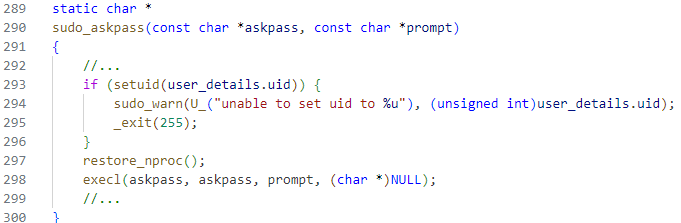 289 static char *
290 sudo_askpass(const char *askpass, const char *prompt)
291 {
292     //...
293     if (setuid(user_details.uid)) {
294         sudo_warn(U_("unable to set uid to %u"), (unsigned int)user_details.uid);
295         _exit(255);
296     }
297     restore_nproc();
298     execl(askpass, askpass, prompt, (char *)NULL);
299     //...
300 }